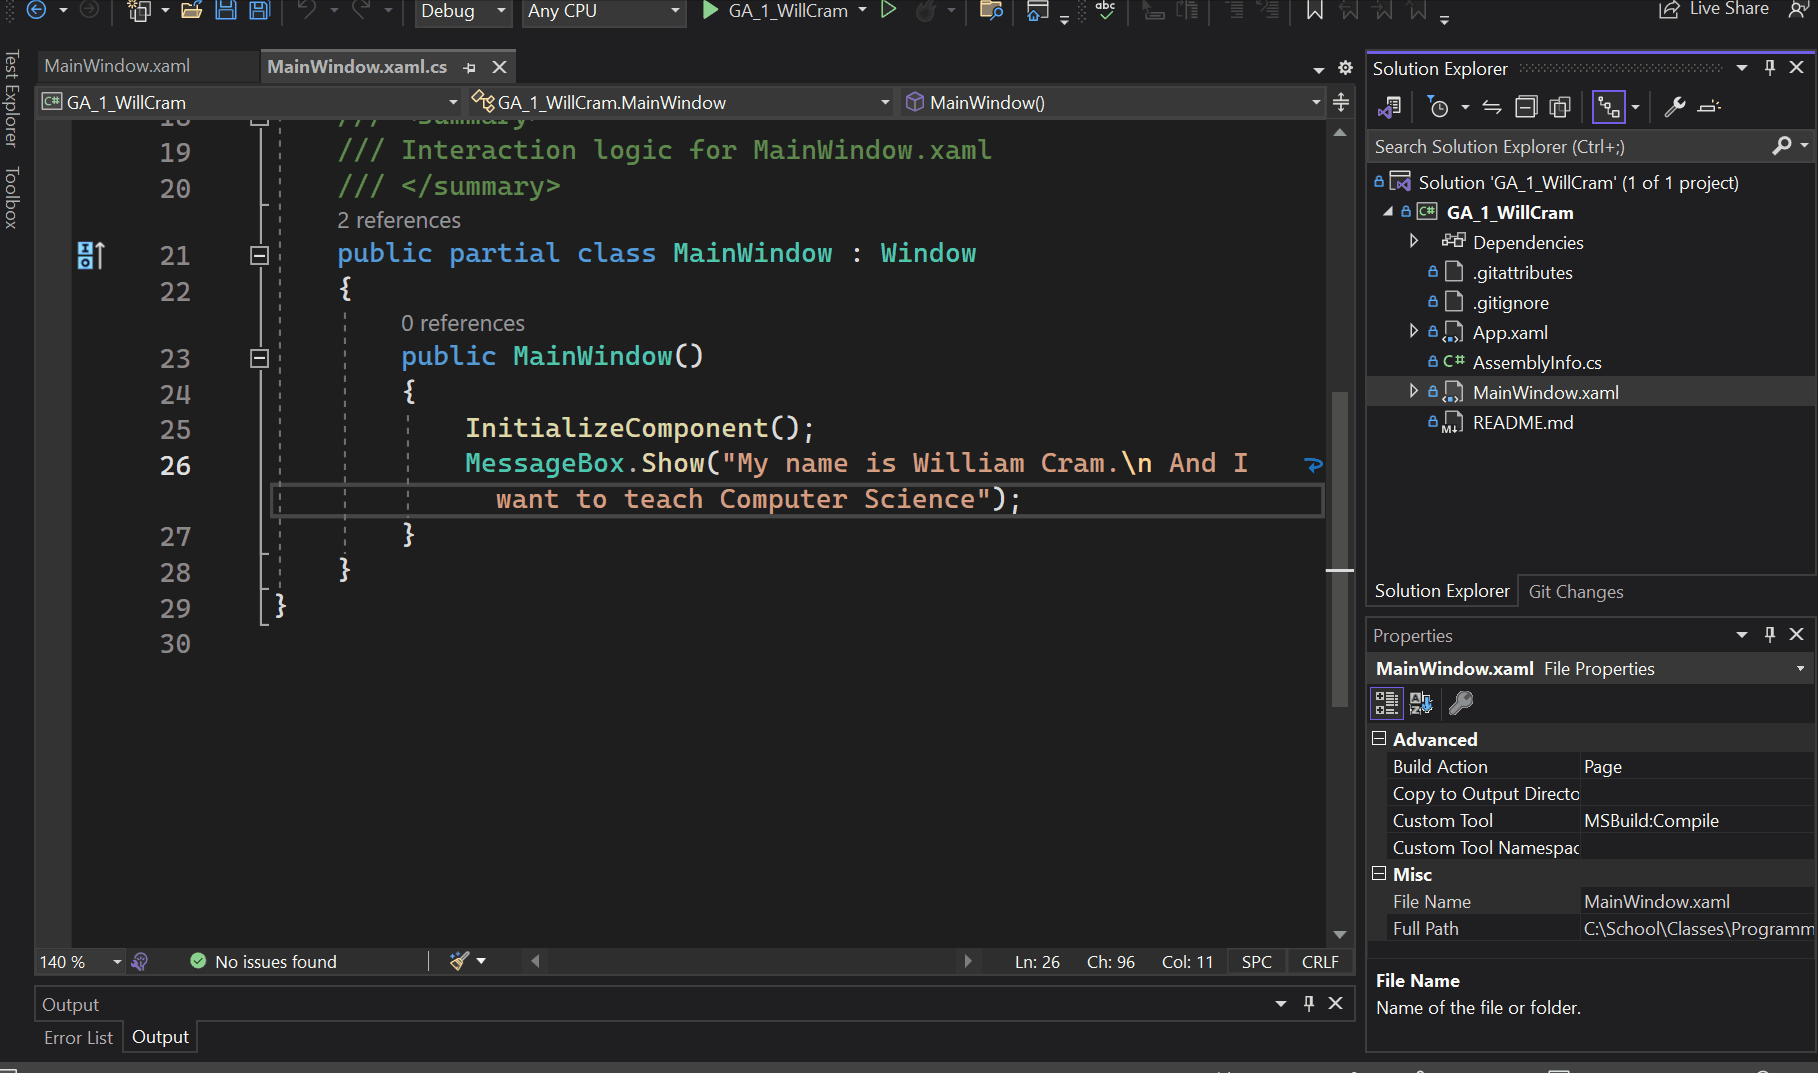 Debug
Any CPU
GA_1_WillCram
Live Share
Test Explorer
Toolbox
MainWindow.xaml
MainWindow.xaml.cs
GA_1_WillCram
GA_1_WillCram.MainWindow
MainWindow()
18 /// <summary>
19 /// Interaction logic for MainWindow.xaml
20 /// </summary>
2 references
21 public partial class MainWindow : Window
22 {
0 references
23 public MainWindow()
24 {
25 InitializeComponent();
26 MessageBox.Show("My name is William Cram.\n And I
want to teach Computer Science");
27 }
28 }
29 }
30
140 %
No issues found
Ln: 26 Ch: 96 Col: 11 SPC CRLF
Output
Error List
Output
Solution Explorer
Search Solution Explorer (Ctrl+;)
Solution 'GA_1_WillCram' (1 of 1 project)
C# GA_1_WillCram
Dependencies
.gitattributes
.gitignore
App.xaml
C# AssemblyInfo.cs
MainWindow.xaml
README.md
Solution Explorer
Git Changes
Properties
MainWindow.xaml File Properties
Advanced
Build Action Page
Copy to Output Directo
Custom Tool MSBuild:Compile
Custom Tool Namespac
Misc
File Name MainWindow.xaml
Full Path C:\School\Classes\Programm
File Name
Name of the file or folder.